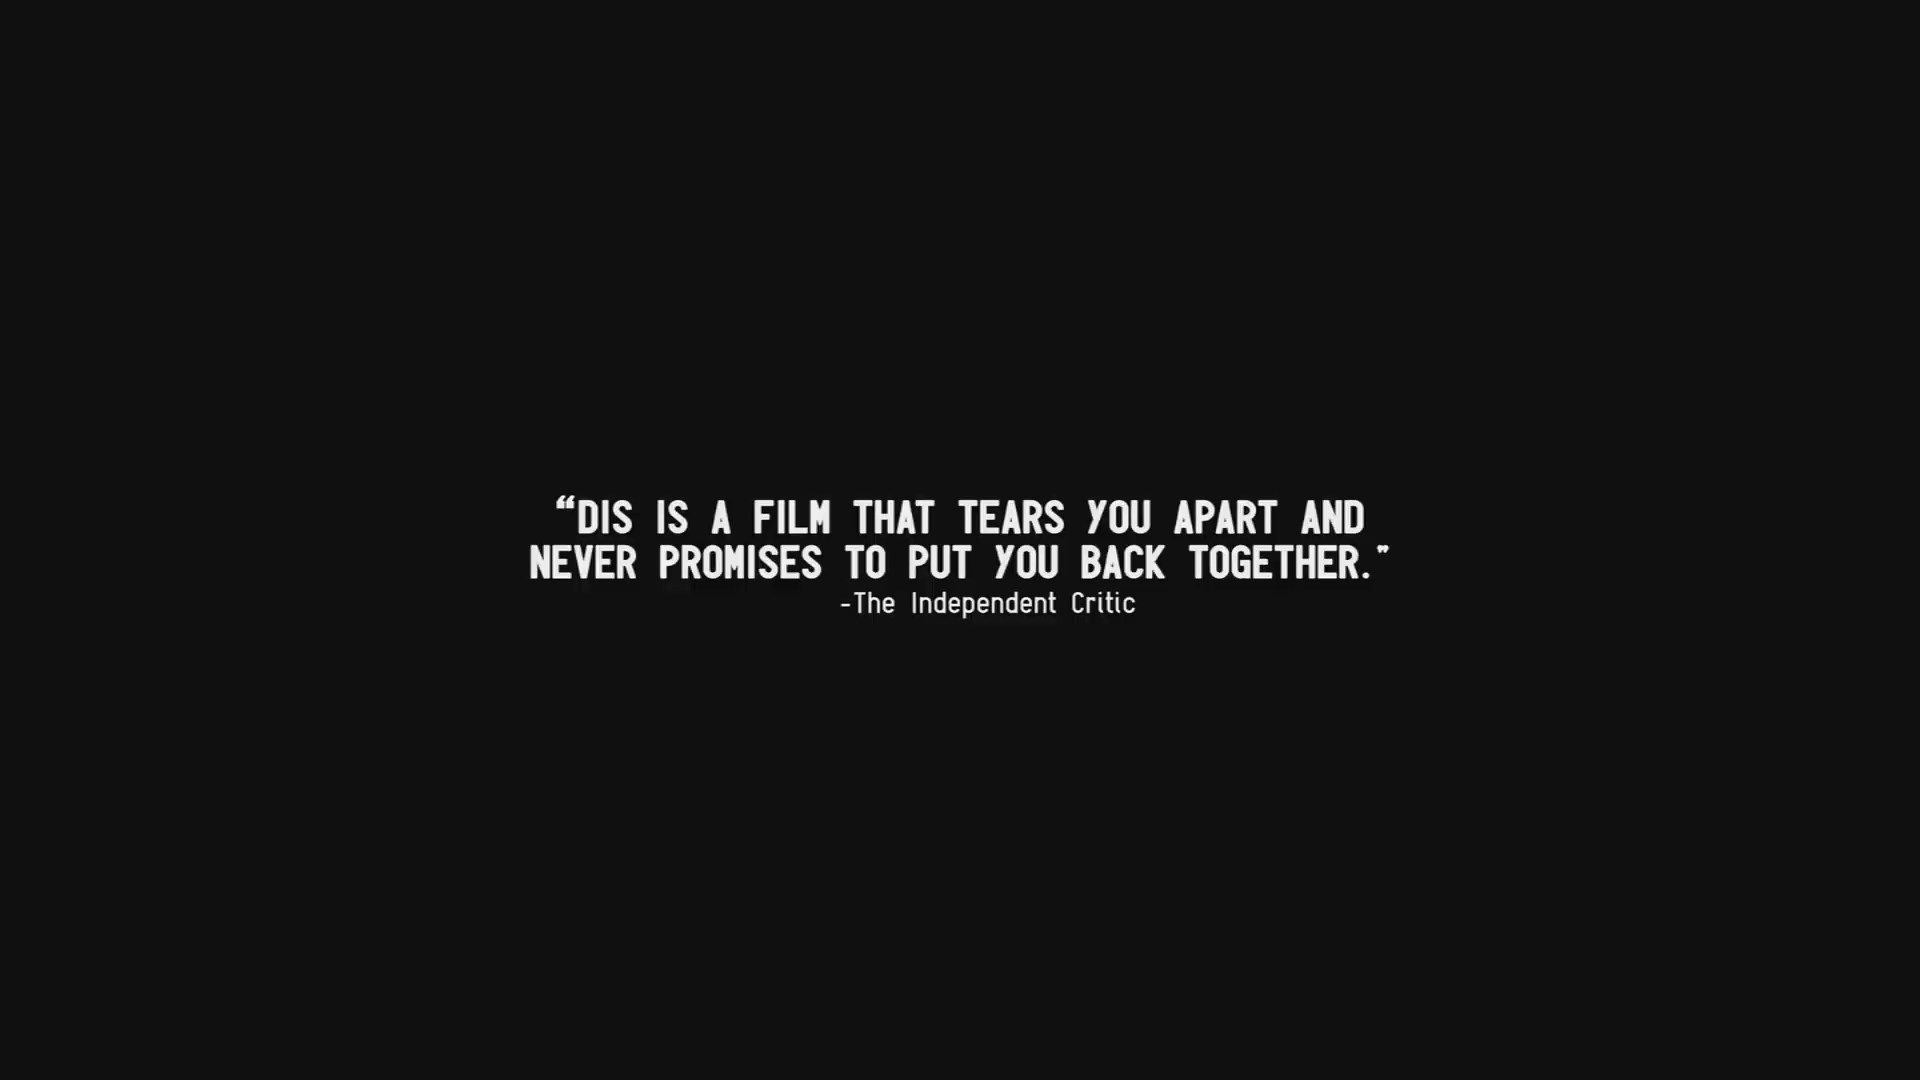 “DIS IS A FILM THAT TEARS YOU APART AND
NEVER PROMISES TO PUT YOU BACK TOGETHER.”
-The Independent Critic